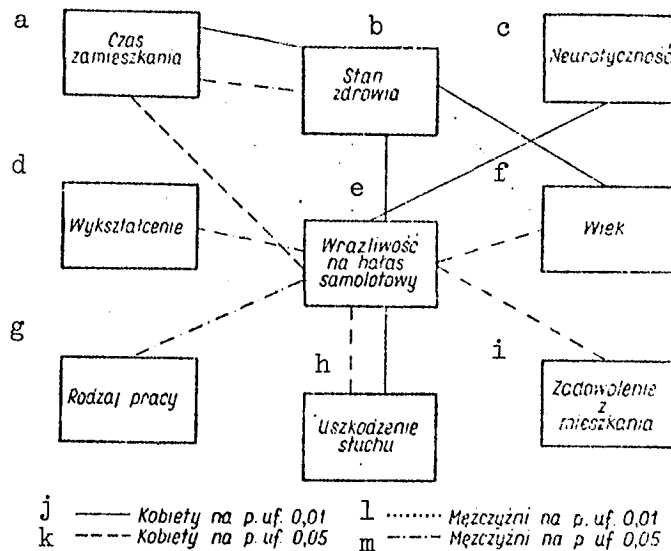 a
Czas
zamieszkania
b
Stan
zdrowia
c
Neurotyczność
d
Wykształcenie
e
Wrażliwość
na hałas
samolotowy
f
Wiek
g
Rodzaj pracy
h
Uszkodzenie
słuchu
i
Zadowolenie
z
mieszkania
j Kobiety na p. uf. 0,01
l Mężczyźni na p. uf 0,01
k Kobiety na p. uf. 0,05
m Mężczyźni na p. uf 0,05